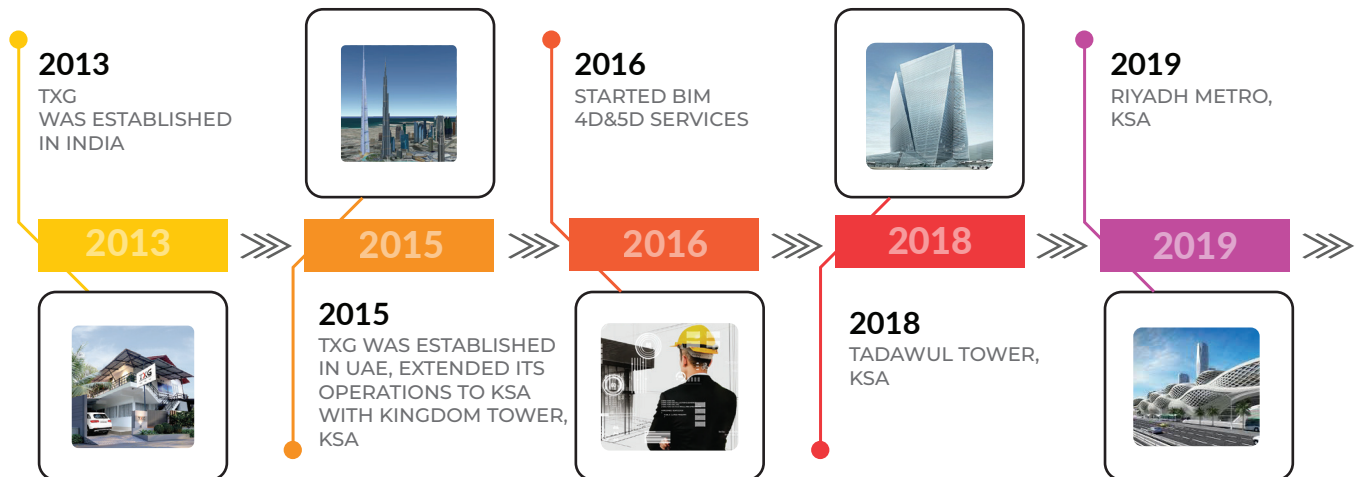 2013
TXG
WAS ESTABLISHED
IN INDIA
2016
STARTED BIM
4D&5D SERVICES
2019
RIYADH METRO,
KSA
2013
2015
2016
2018
2019
TXG
2015
TXG WAS ESTABLISHED
IN UAE, EXTENDED ITS
OPERATIONS TO KSA
WITH KINGDOM TOWER,
KSA
2018
TADAWUL TOWER,
KSA